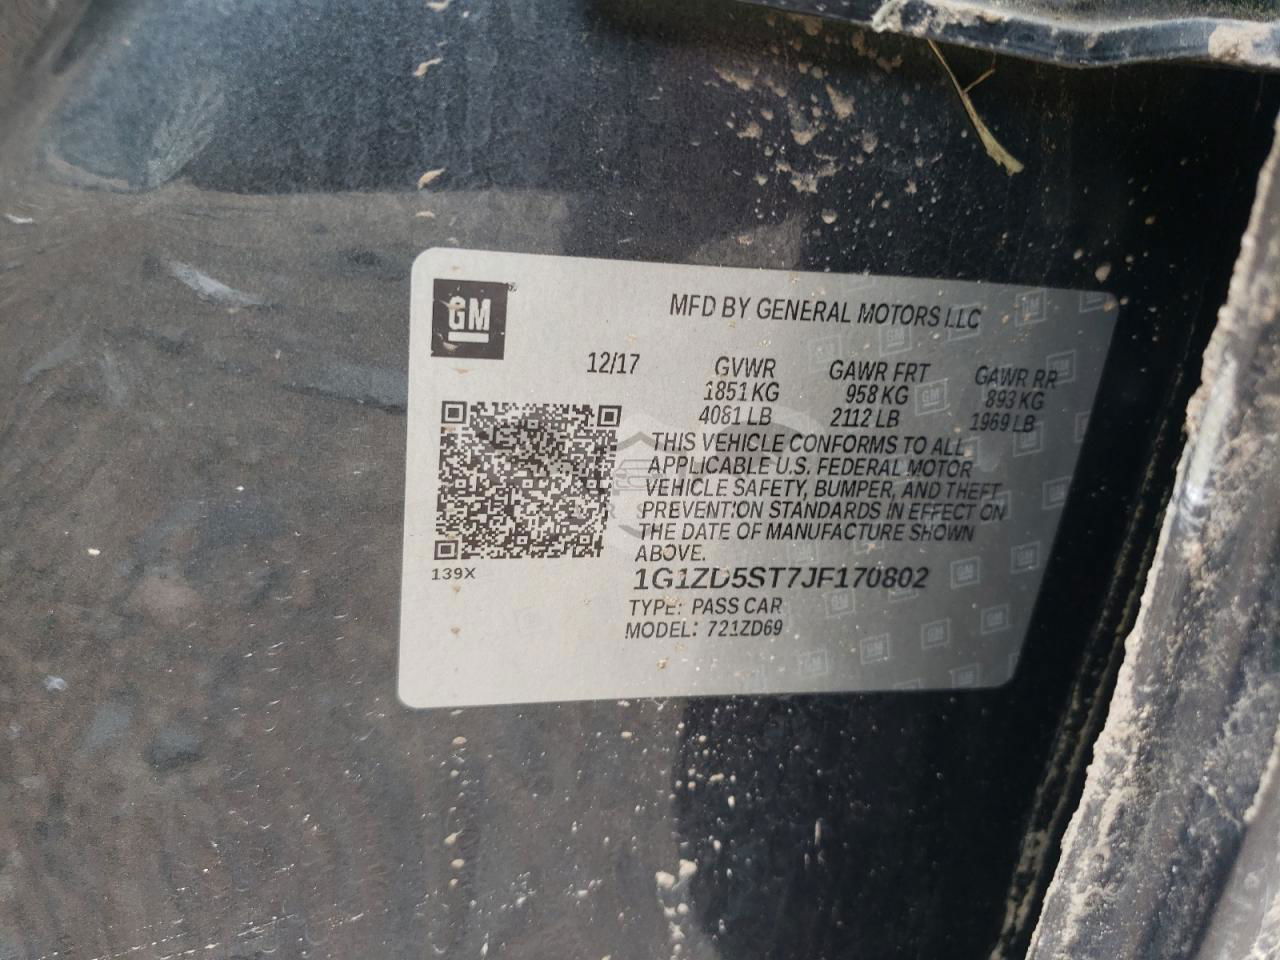 GM
MFD BY GENERAL MOTORS LLC
12/17 GVWR GAWR FRT GAWR RR
1851 KG 958 KG 893 KG
4081 LB 2112 LB 1969 LB
THIS VEHICLE CONFORMS TO ALL
APPLICABLE U.S. FEDERAL MOTOR
VEHICLE SAFETY, BUMPER, AND THEFT
PREVENTION STANDARDS IN EFFECT ON
THE DATE OF MANUFACTURE SHOWN
ABOVE.
139X
1G1ZD5ST7JF170802
TYPE: PASS CAR
MODEL: 721ZD69